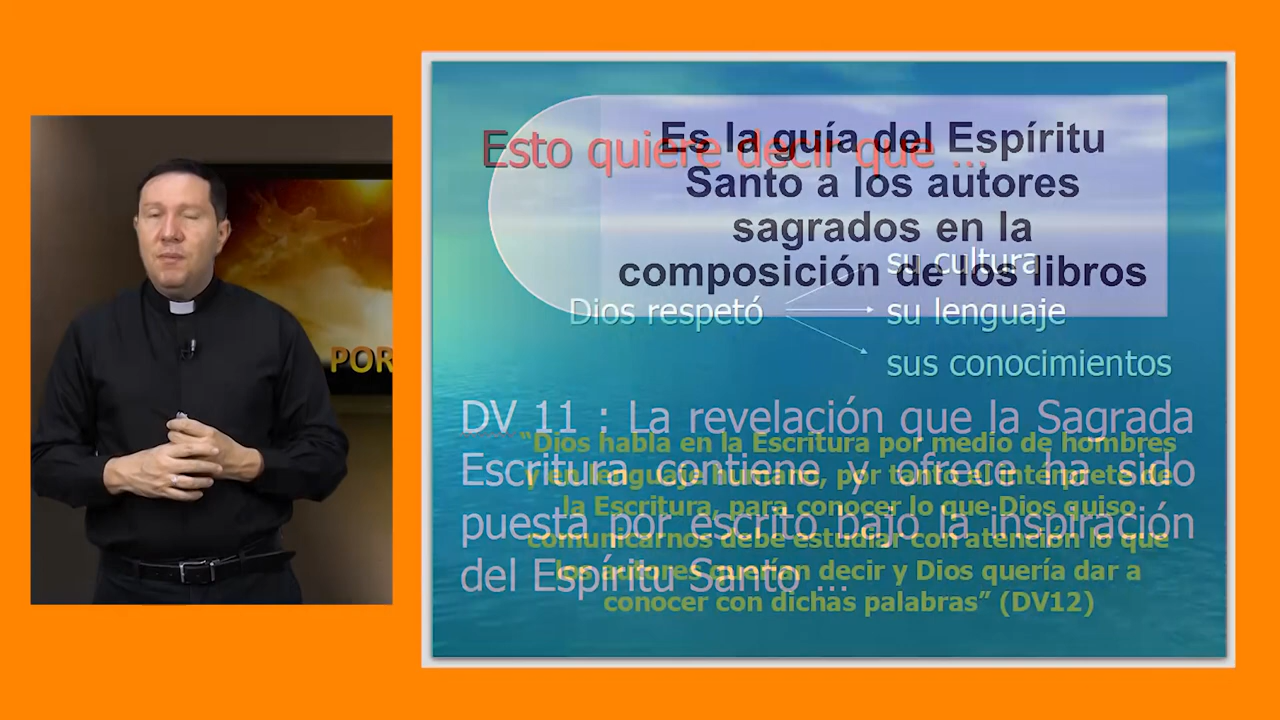 POR
Es la guía del Espíritu
Santo a los autores
sagrados en la
composición de los libros
Esto quiere decir que ...
Dios respetó
su cultura
su lenguaje
sus conocimientos
DV 11 : La revelación que la Sagrada
Escritura contiene y ofrece ha sido
puesta por escrito bajo la inspiración
del Espíritu Santo ...
“Dios habla en la Escritura por medio de hombres
y en lenguaje humano, por tanto el intérprete de
la Escritura, para conocer lo que Dios quiso
comunicarnos debe estudiar con atención lo que
los autores querían decir y Dios quería dar a
conocer con dichas palabras” (DV12)